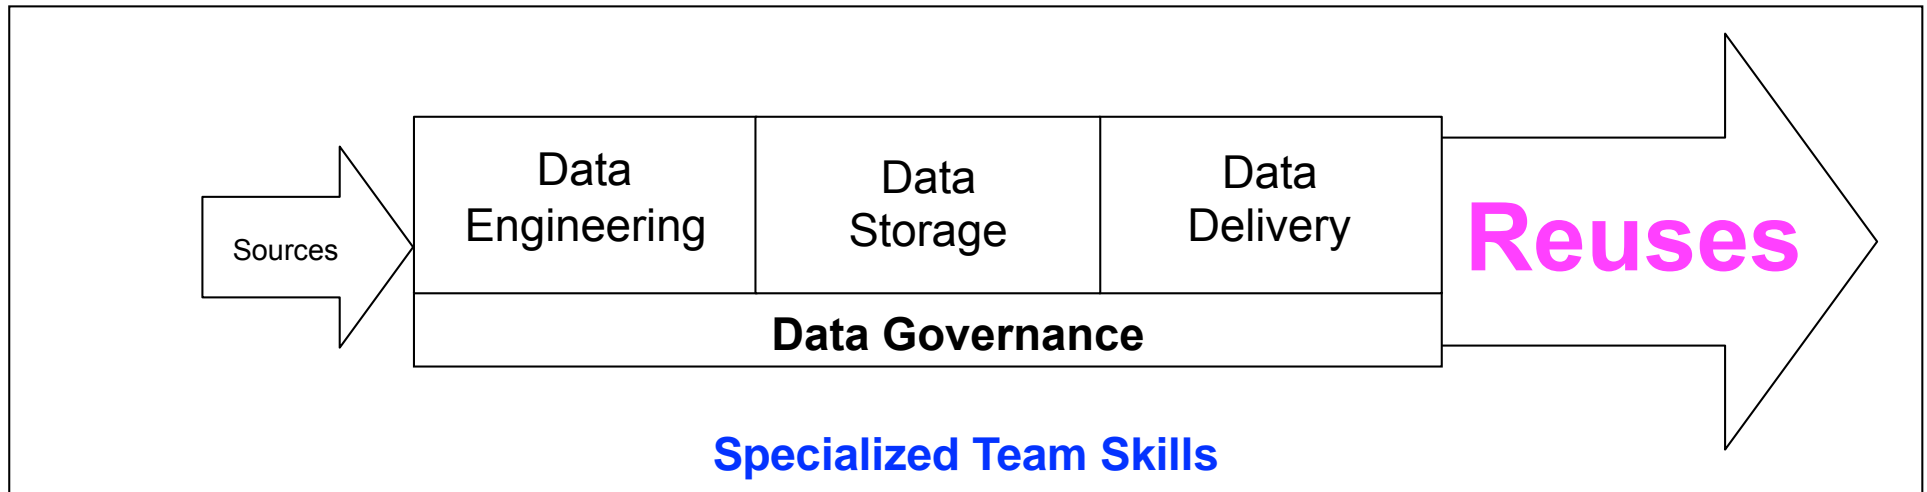 Sources
Data
Engineering
Data
Storage
Data
Delivery
Reuses
Data Governance
Specialized Team Skills